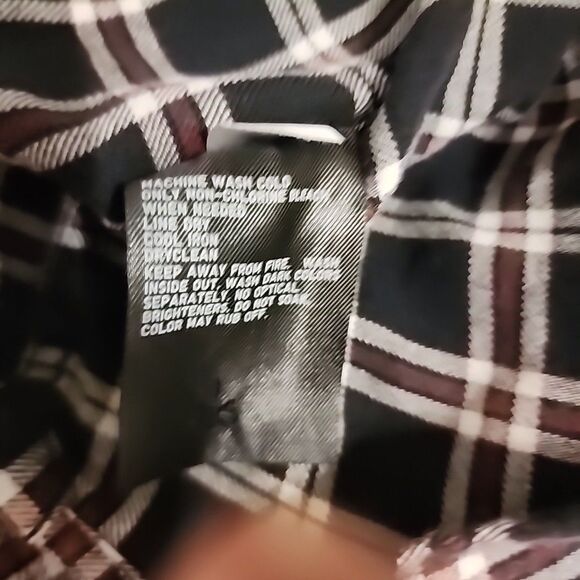 MACHINE WASH COLD
ONLY NON-CHLORINE BLEACH
WHEN NEEDED
LINE DRY
COOL IRON
DRYCLEAN
KEEP AWAY FROM FIRE. WASH
INSIDE OUT, WASH DARK COLORS
SEPARATELY, NO OPTICAL
BRIGHTENERS, DO NOT SOAK,
COLOR MAY RUB OFF.